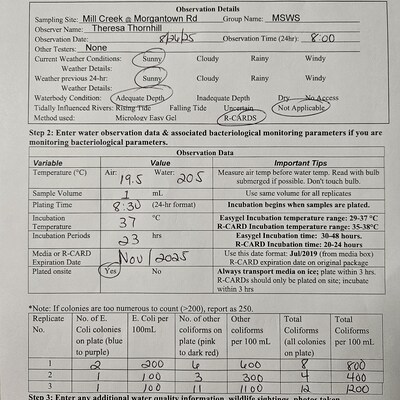 Observation Details
Sampling Site: Mill Creek @ Morgantown Rd Group Name: MSWS
Observer Name: Theresa Thornhill
Observation Date: 8/26/25 Observation Time (24hr): 8:00
Other Testers: None
Current Weather Conditions: Sunny Cloudy Rainy Windy
Weather Details:
Weather previous 24-hr: Sunny Cloudy Rainy Windy
Weather Details:
Waterbody Condition: Adequate Depth Inadequate Depth Dry No Access
Tidally Influenced Rivers: Rising Tide Falling Tide Uncertain Not Applicable
Method used: Micrology Easy Gel R-CARDS
Step 2: Enter water observation data & associated bacteriological monitoring parameters if you are
monitoring bacteriological parameters.
Observation Data
Variable Value Important Tips
Temperature (°C) Air: 19.5 Water: 205 Measure air temp before water temp. Read with bulb
submerged if possible. Don't touch bulb.
Sample Volume 1 mL Use same volume for all replicates
Plating Time 8:30 (24-hr format) Incubation begins when samples are plated.
Incubation Temperature 37 °C Easygel Incubation temperature range: 29-37 °C
R-CARD Incubation temperature range: 35-38°C
Incubation Periods 23 hrs Easygel Incubation time: 30-48 hours.
R-CARD Incubation time: 20-24 hours
Media or R-CARD Expiration Date Nov/2025 Use this date format: Jul/2019 (from media box)
R-CARD expiration date on original package
Plated onsite Yes No Always transport media on ice; plate within 3 hrs.
R-CARDs should only be plated on site; incubate
within 3 hrs
*Note: If colonies are too numerous to count (>200), report as 250.
Replicate No. No. of E. Coli colonies on plate (blue to purple) E. Coli per 100mL No. of other coliforms on plate (pink to dark red) Other coliforms per 100 mL Total Coliforms (all colonies on plate) Total Coliforms per 100 mL
1 2 200 6 600 8 800
2 1 100 3 300 4 400
3 1 100 11 1100 12 1200
Step 3: Enter any additional water quality information, wildlife sightings, photos taken